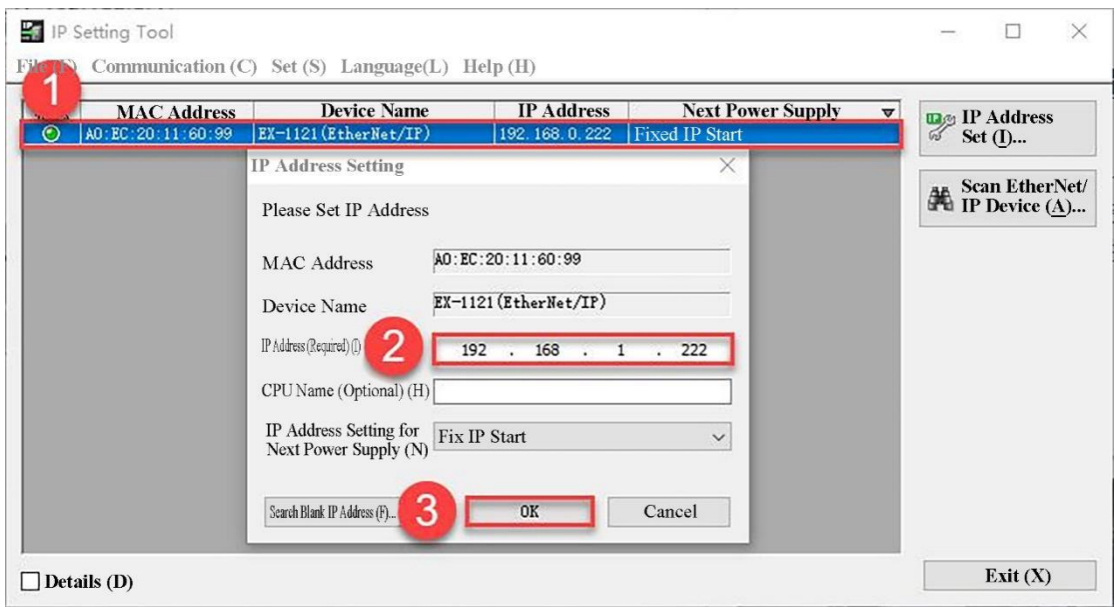 IP Setting Tool
File (F) Communication (C) Set (S) Language(L) Help (H)
1
MAC Address Device Name IP Address Next Power Supply
A0:EC:20:11:60:99 EX-1121(EtherNet/IP) 192.168.0.222 Fixed IP Start
IP Address
Set (I)...
Scan EtherNet/
IP Device (A)...
IP Address Setting
Please Set IP Address
MAC Address A0:EC:20:11:60:99
Device Name EX-1121(EtherNet/IP)
IP Address (Required) (I) 2 192 . 168 . 1 . 222
CPU Name (Optional) (H)
IP Address Setting for
Next Power Supply (N) Fix IP Start
Search Blank IP Address (F)... 3 OK Cancel
Details (D)
Exit (X)